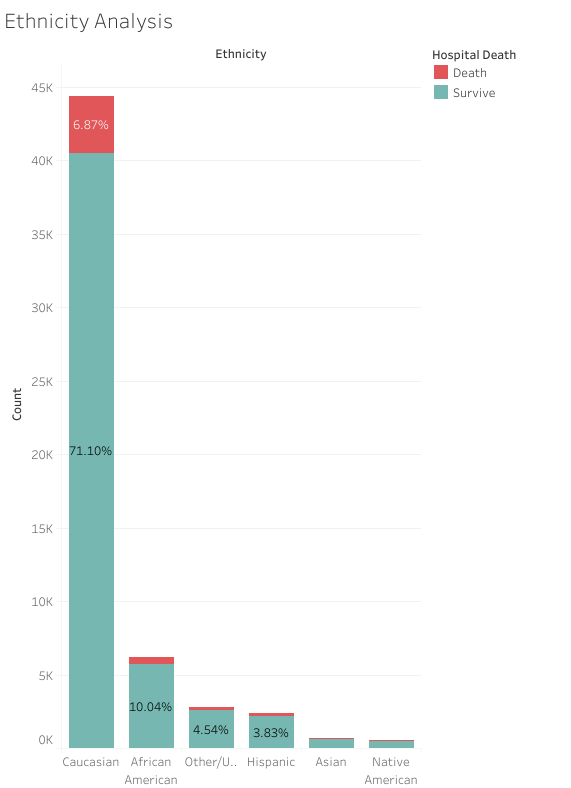 Ethnicity Analysis
Ethnicity
Hospital Death
Death
Survive
45K
40K
35K
30K
25K
20K
15K
10K
5K
0K
Count
6.87%
71.10%
10.04%
4.54%
3.83%
Caucasian
African
American
Other/U..
Hispanic
Asian
Native
American